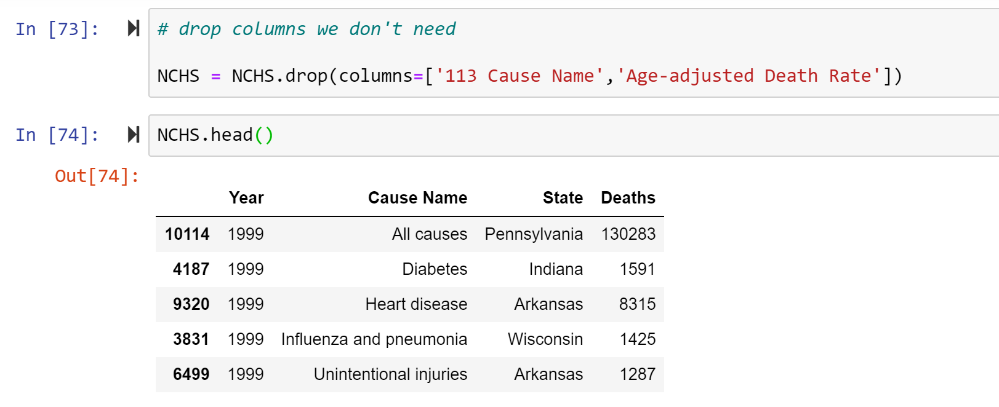 In [73]: # drop columns we don't need
NCHS = NCHS.drop(columns=['113 Cause Name','Age-adjusted Death Rate'])
In [74]: NCHS.head()
Out[74]:
Year Cause Name State Deaths
10114 1999 All causes Pennsylvania 130283
4187 1999 Diabetes Indiana 1591
9320 1999 Heart disease Arkansas 8315
3831 1999 Influenza and pneumonia Wisconsin 1425
6499 1999 Unintentional injuries Arkansas 1287